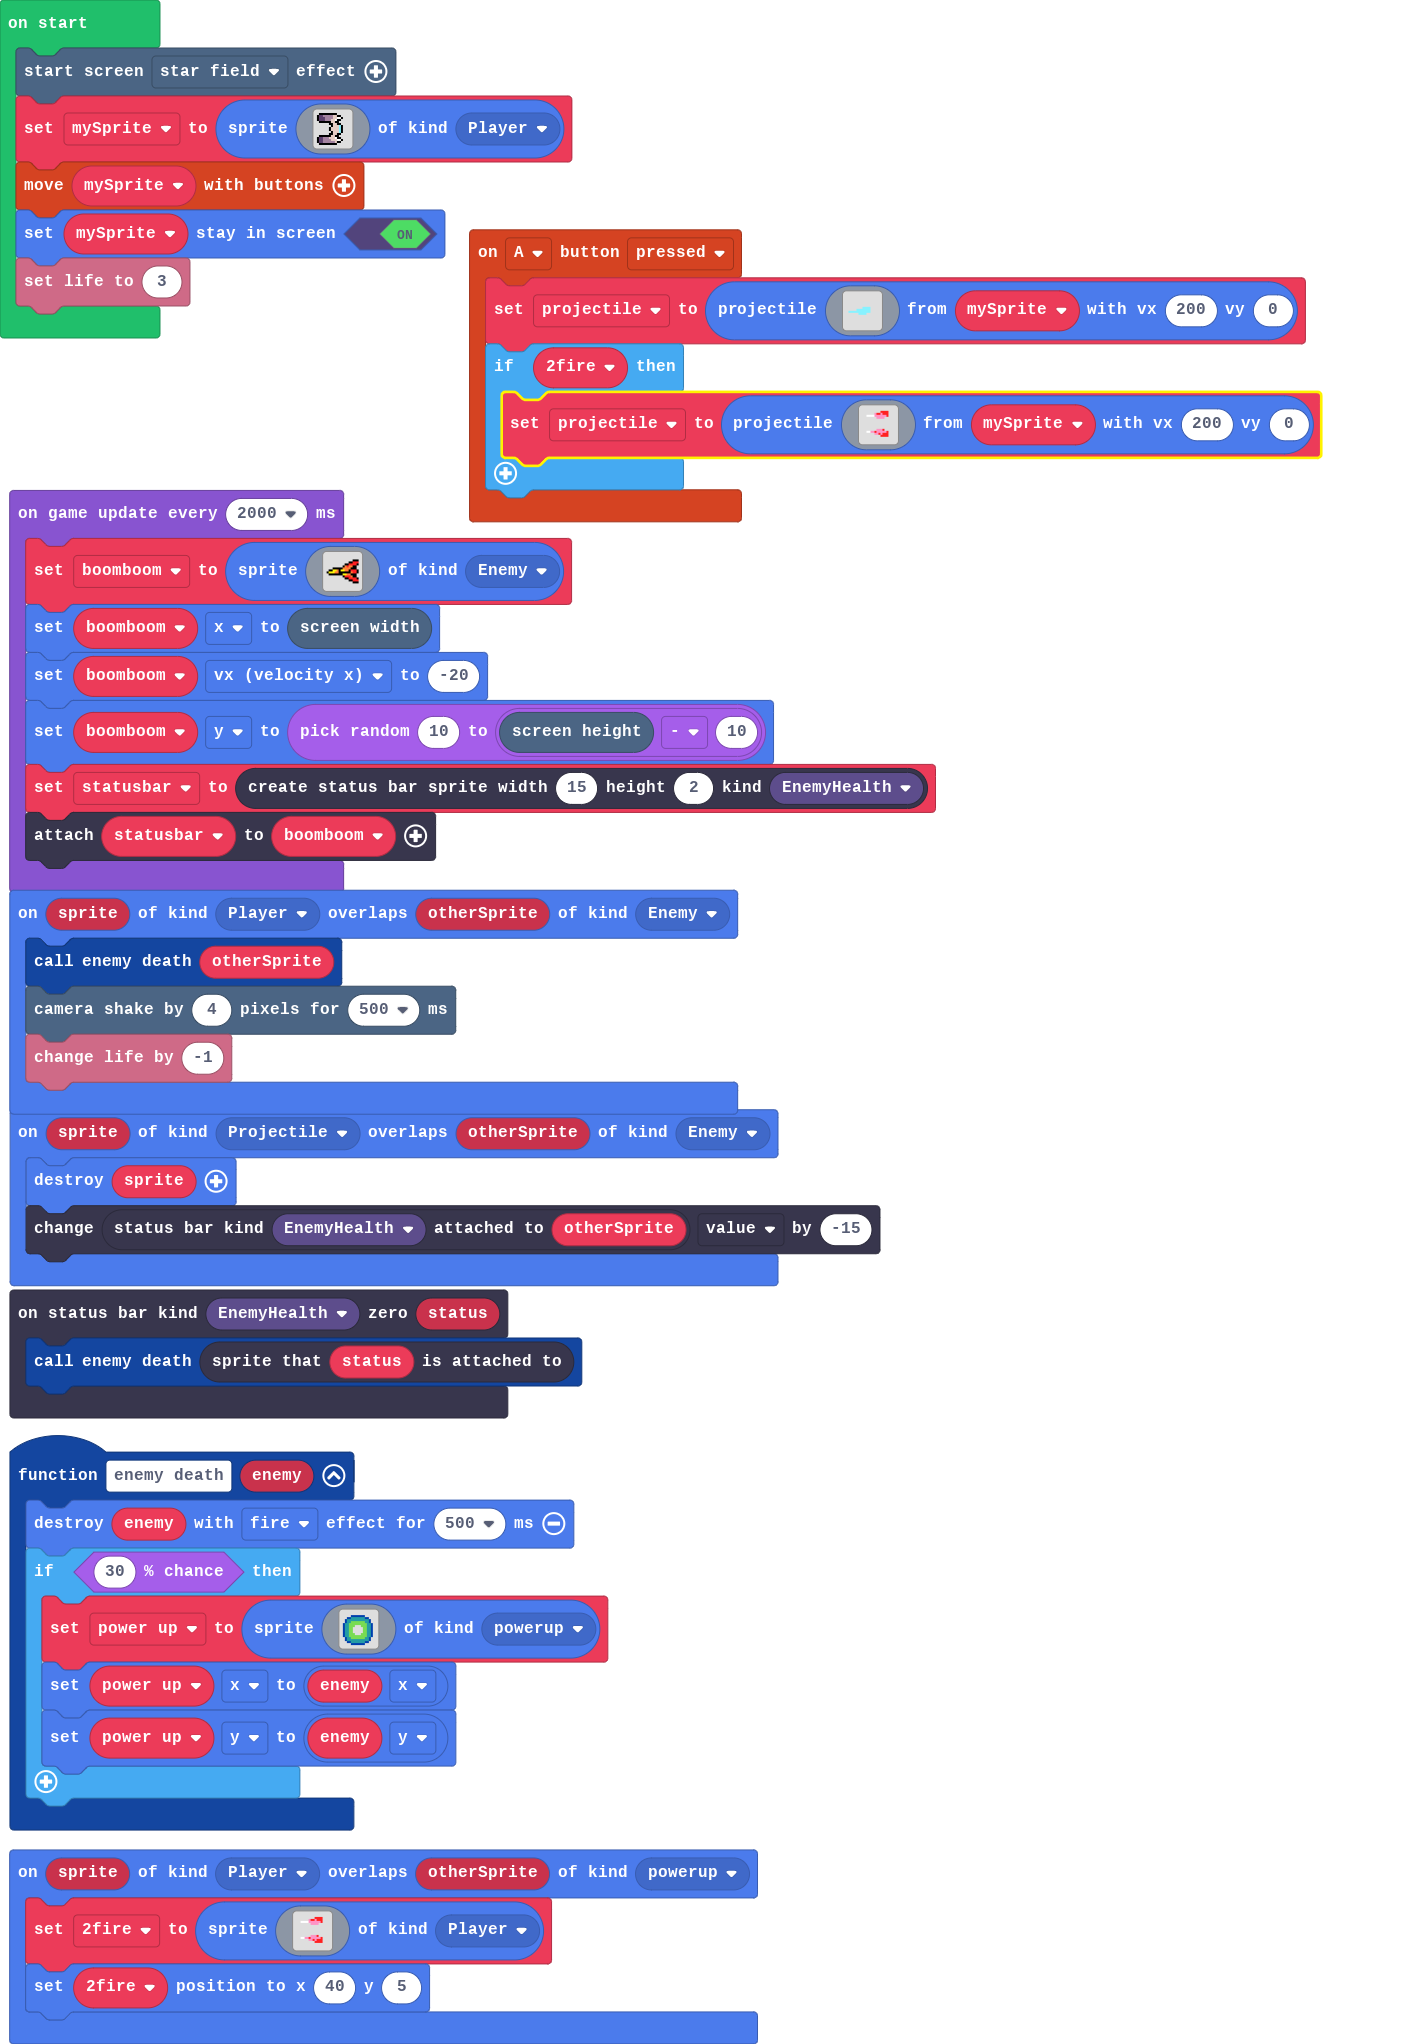 on start
start screen star field effect
set mySprite to sprite of kind Player
move mySprite with buttons
set mySprite stay in screen ON
set life to 3
on A button pressed
set projectile to projectile from mySprite with vx 200 vy 0
if 2fire then
set projectile to projectile from mySprite with vx 200 vy 0
on game update every 2000 ms
set boomboom to sprite of kind Enemy
set boomboom x to screen width
set boomboom vx (velocity x) to -20
set boomboom y to pick random 10 to screen height - 10
set statusbar to create status bar sprite width 15 height 2 kind EnemyHealth
attach statusbar to boomboom
on sprite of kind Player overlaps otherSprite of kind Enemy
call enemy death otherSprite
camera shake by 4 pixels for 500 ms
change life by -1
on sprite of kind Projectile overlaps otherSprite of kind Enemy
destroy sprite
change status bar kind EnemyHealth attached to otherSprite value by -15
on status bar kind EnemyHealth zero status
call enemy death sprite that status is attached to
function enemy death enemy
destroy enemy with fire effect for 500 ms
if 30 % chance then
set power up to sprite of kind powerup
set power up x to enemy x
set power up y to enemy y
on sprite of kind Player overlaps otherSprite of kind powerup
set 2fire to sprite of kind Player
set 2fire position to x 40 y 5